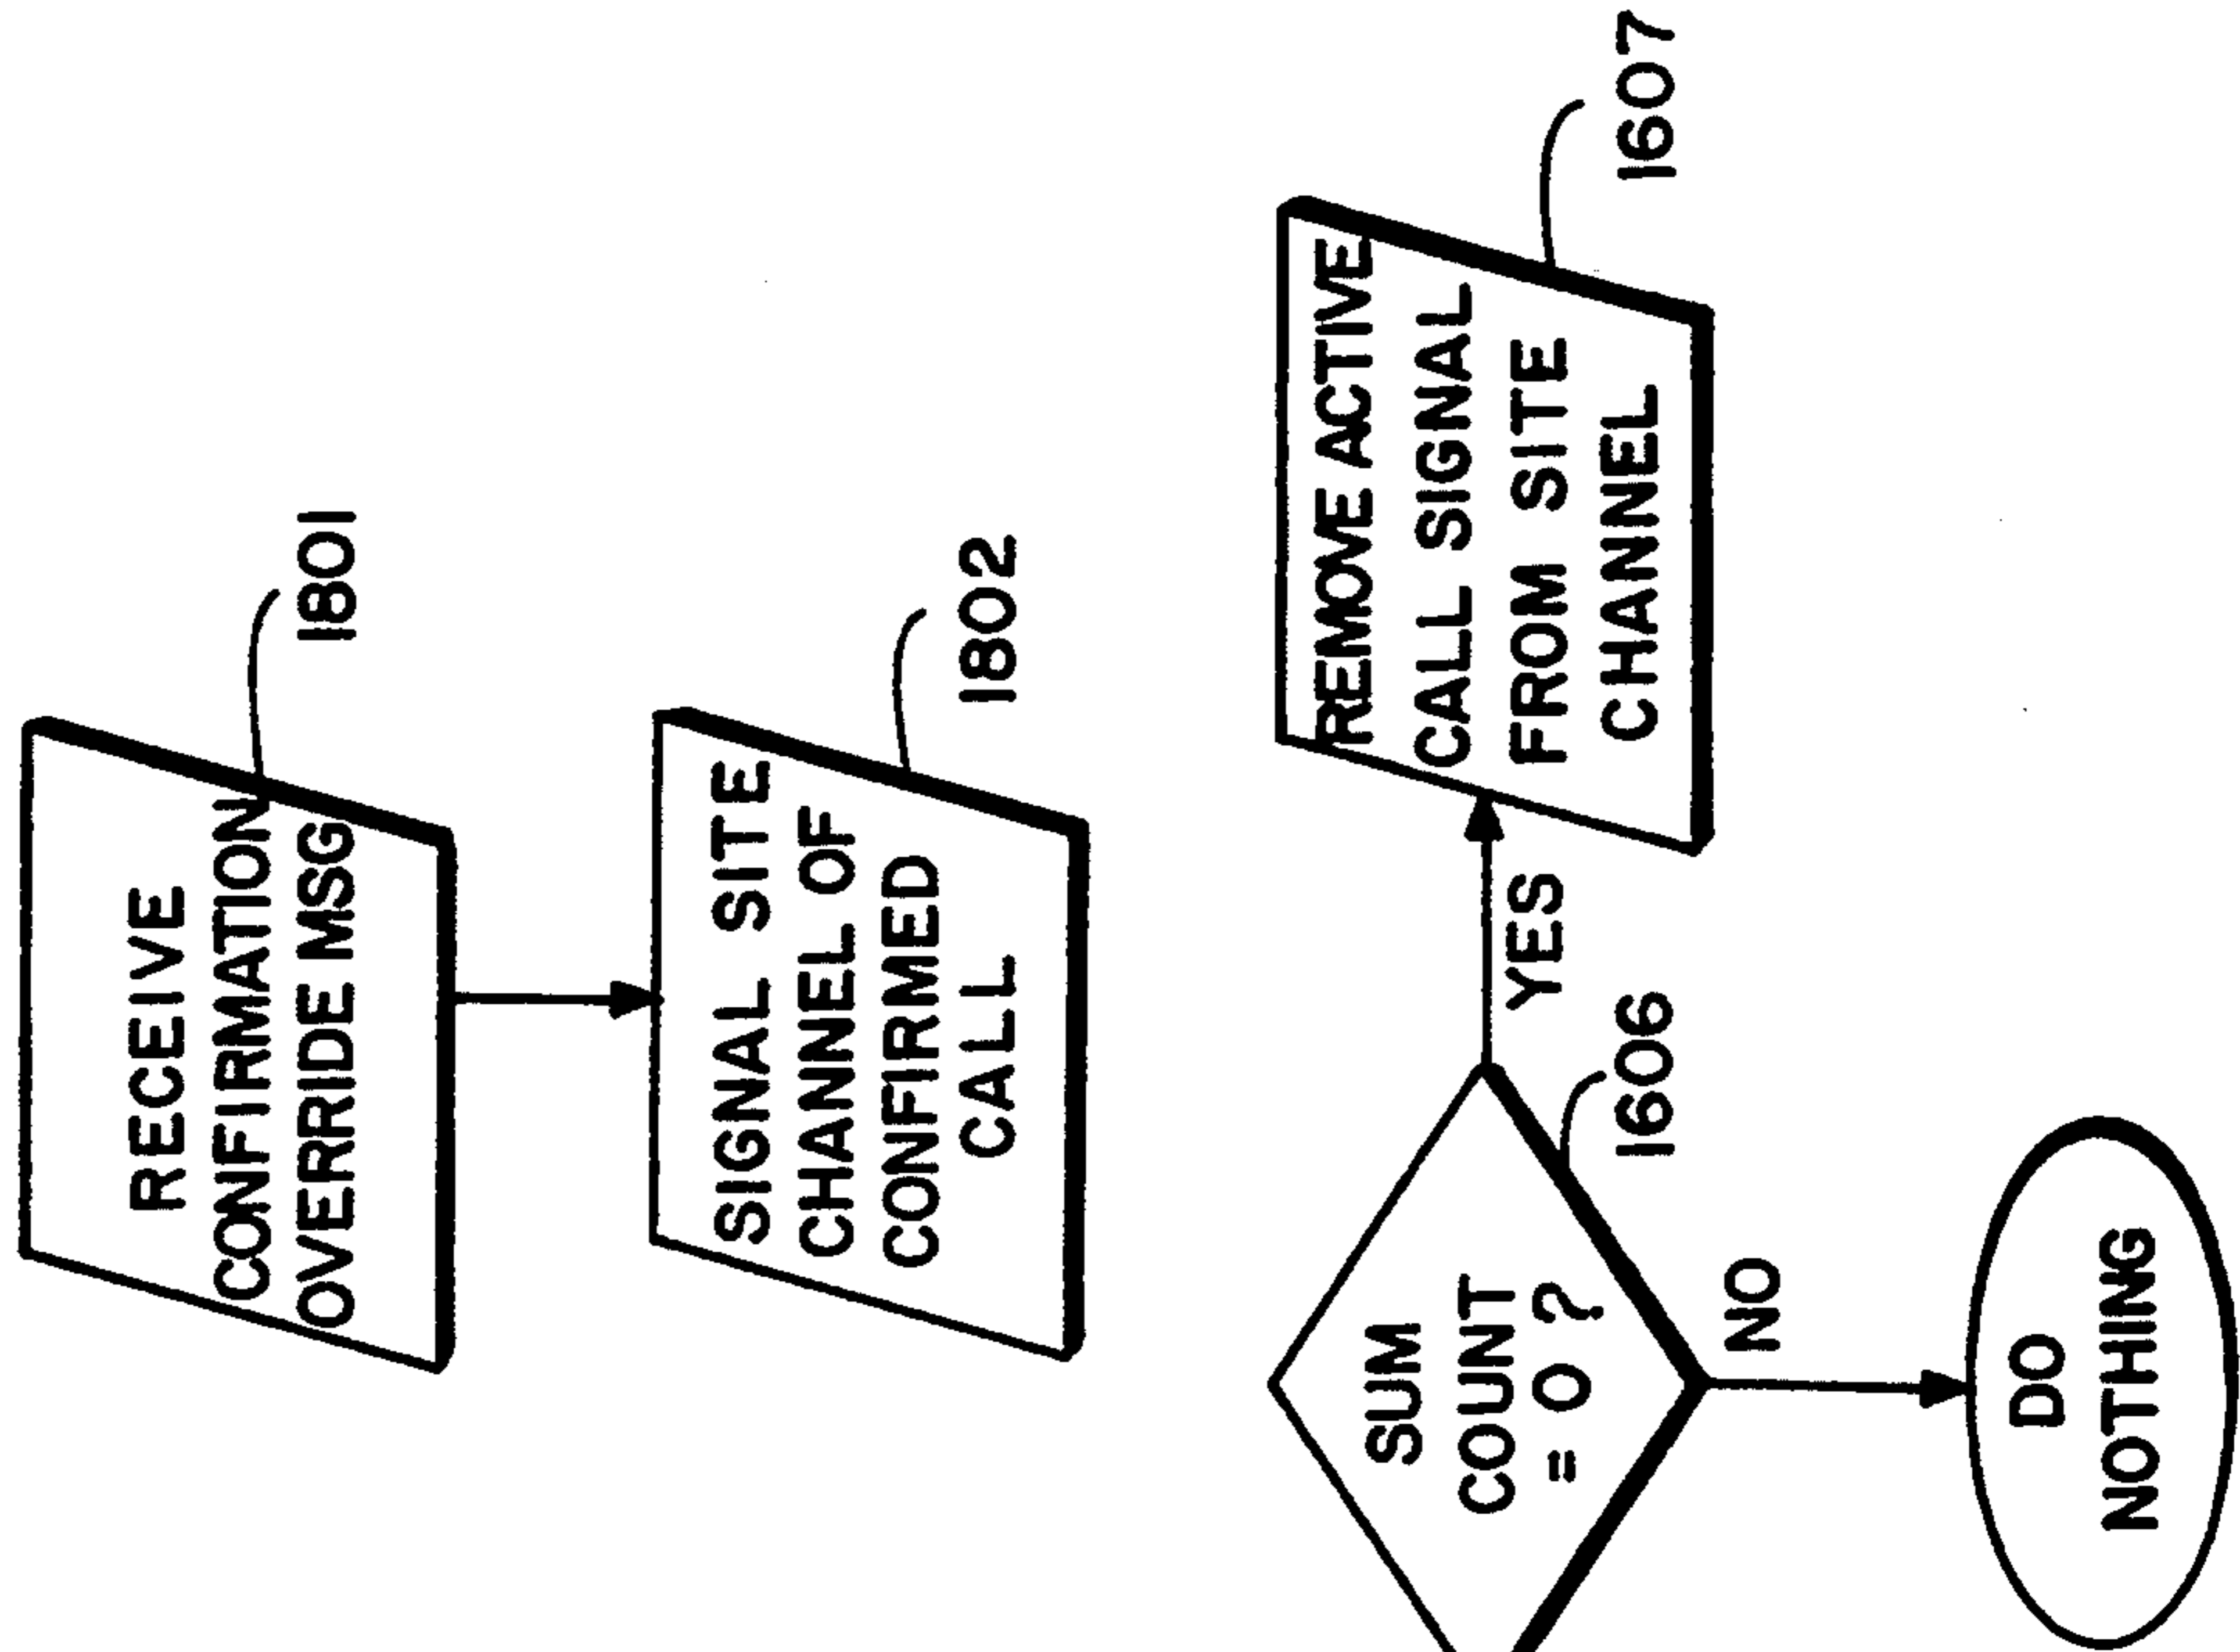 RECEIVE
CONFIRMATION
OVERRIDE MSG
1801
SIGNAL SITE
CHANNEL OF
CONFIRMED
CALL
1802
SUM
COUNT
= 0 ?
1606
YES
REMOVE ACTIVE
CALL SIGNAL
FROM SITE
CHANNEL
1607
NO
DO
NOTHING